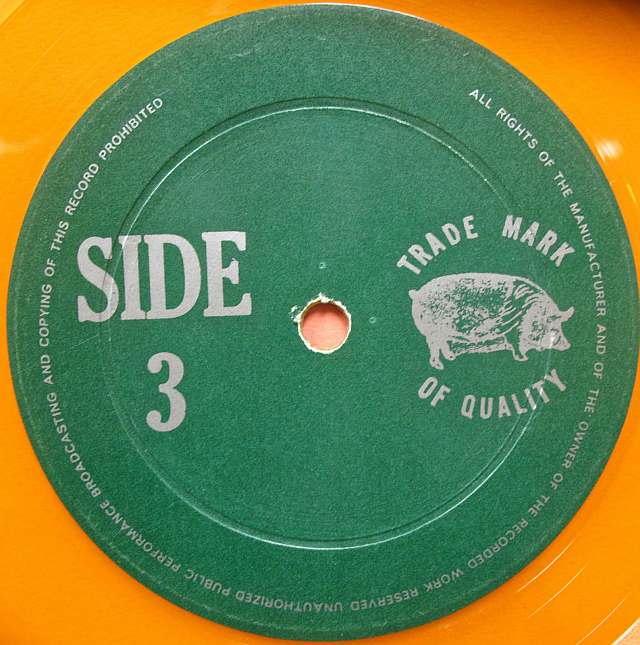 SIDE
3
TRADE MARK
OF QUALITY
ALL RIGHTS OF THE MANUFACTURER AND OF THE OWNER OF THE RECORDED WORK RESERVED UNAUTHORIZED PUBLIC PERFORMANCE BROADCASTING AND COPYING OF THIS RECORD PROHIBITED